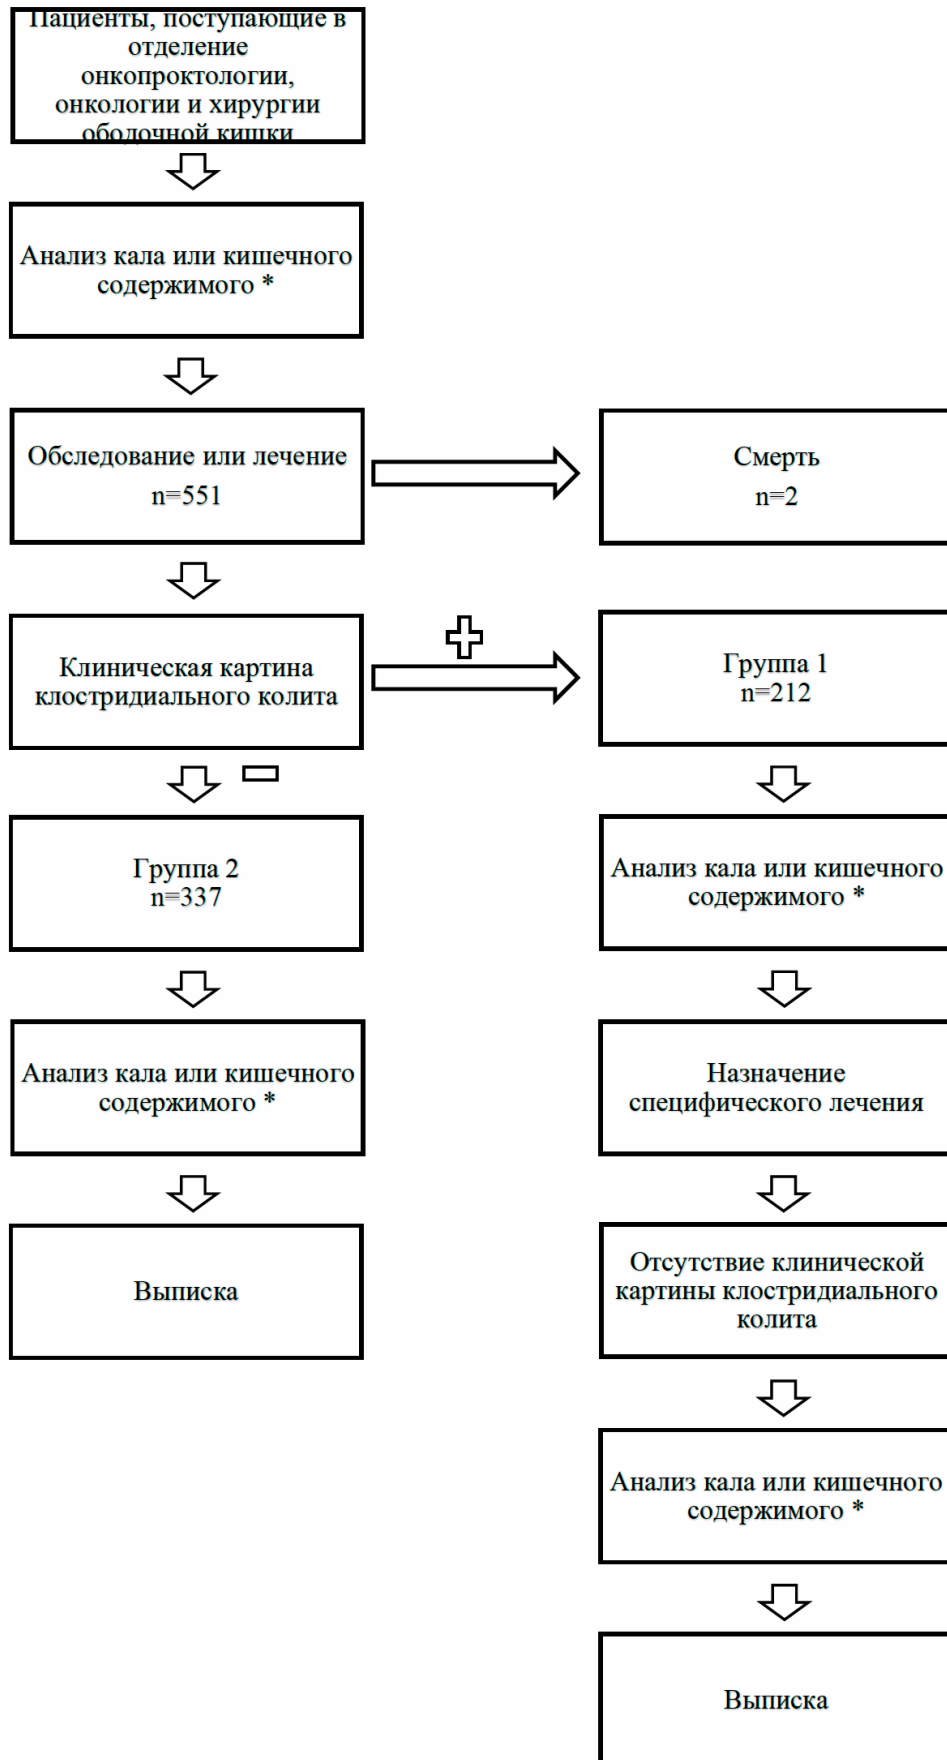 Пациенты, поступающие в
отделение
онкопроктологии,
онкологии и хирургии
ободочной кишки
Анализ кала или кишечного
содержимого *
Обследование или лечение
n=551
Смерть
n=2
Клиническая картина
клостридиального колита
Группа 1
n=212
Группа 2
n=337
Анализ кала или кишечного
содержимого *
Анализ кала или кишечного
содержимого *
Назначение
специфического лечения
Выписка
Отсутствие клинической
картины клостридиального
колита
Анализ кала или кишечного
содержимого *
Выписка